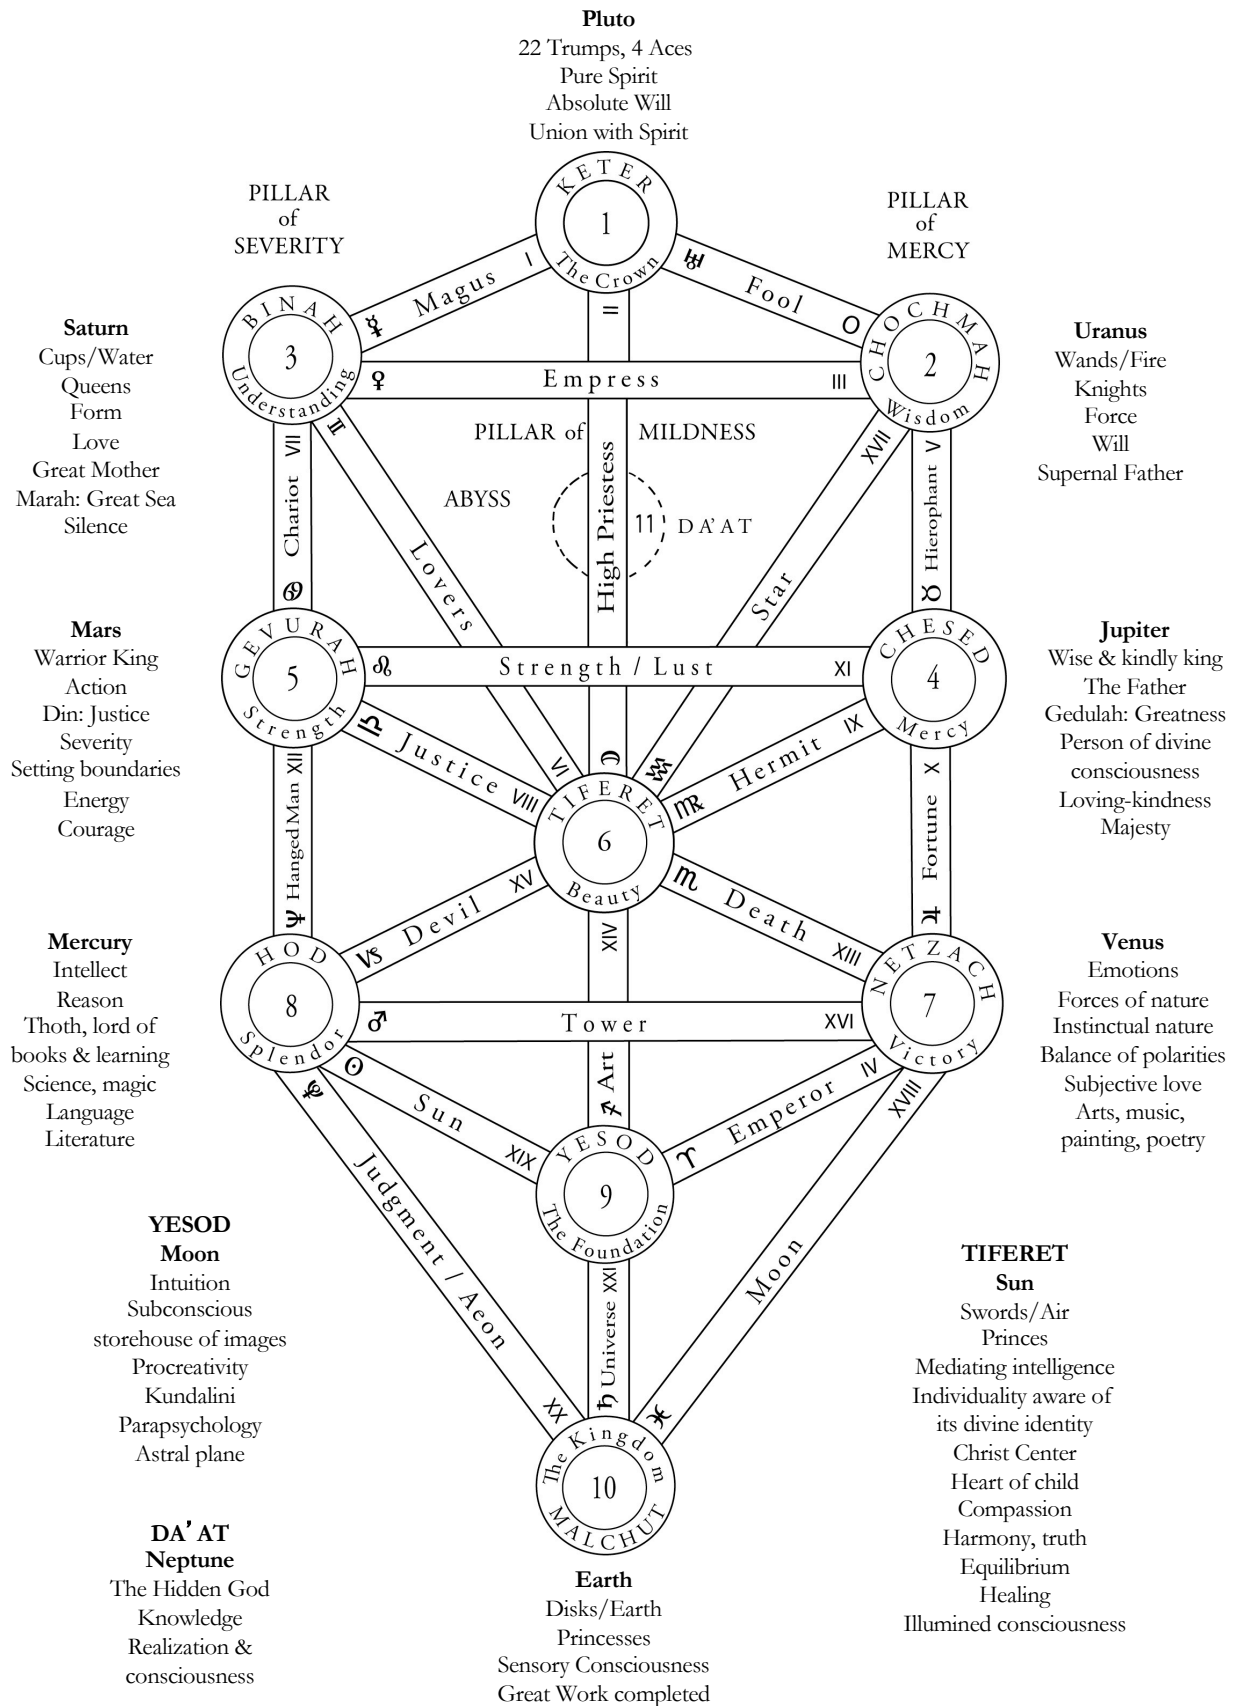 Pluto
22 Trumps, 4 Aces
Pure Spirit
Absolute Will
Union with Spirit
KETER
1
The Crown
PILLAR
of
SEVERITY
PILLAR
of
MERCY
☿ Magus I
♅ Fool O
BINAH
3
Understanding
CHOCHMAH
2
Wisdom
♀ Empress III
Saturn
Cups/Water
Queens
Form
Love
Great Mother
Marah: Great Sea
Silence
Uranus
Wands/Fire
Knights
Force
Will
Supernal Father
PILLAR of MILDNESS
ABYSS
11 DA'AT
☽ High Priestess II
♋ Chariot VII
♊ Lovers VI
♒ Star XVII
♉ Hierophant V
GEVURAH
5
Strength
CHESED
4
Mercy
♌ Strength / Lust XI
Mars
Warrior King
Action
Din: Justice
Severity
Setting boundaries
Energy
Courage
Jupiter
Wise & kindly king
The Father
Gedulah: Greatness
Person of divine
consciousness
Loving-kindness
Majesty
♎ Justice VIII
♍ Hermit IX
TIFERET
6
Beauty
♆ Hanged Man XII
♃ Fortune X
♑ Devil XV
♏ Death XIII
HOD
8
Splendor
NETZACH
7
Victory
♂ Tower XVI
♐ Art XIV
Mercury
Intellect
Reason
Thoth, lord of
books & learning
Science, magic
Language
Literature
Venus
Emotions
Forces of nature
Instinctual nature
Balance of polarities
Subjective love
Arts, music,
painting, poetry
☉ Sun XIX
♈ Emperor IV
YESOD
9
The Foundation
Judgment / Aeon XX
♄ Universe XXI
♓ Moon XVIII
The Kingdom
10
MALCHUT
YESOD
Moon
Intuition
Subconscious
storehouse of images
Procreativity
Kundalini
Parapsychology
Astral plane
TIFERET
Sun
Swords/Air
Princes
Mediating intelligence
Individuality aware of
its divine identity
Christ Center
Heart of child
Compassion
Harmony, truth
Equilibrium
Healing
Illumined consciousness
DA'AT
Neptune
The Hidden God
Knowledge
Realization &
consciousness
Earth
Disks/Earth
Princesses
Sensory Consciousness
Great Work completed